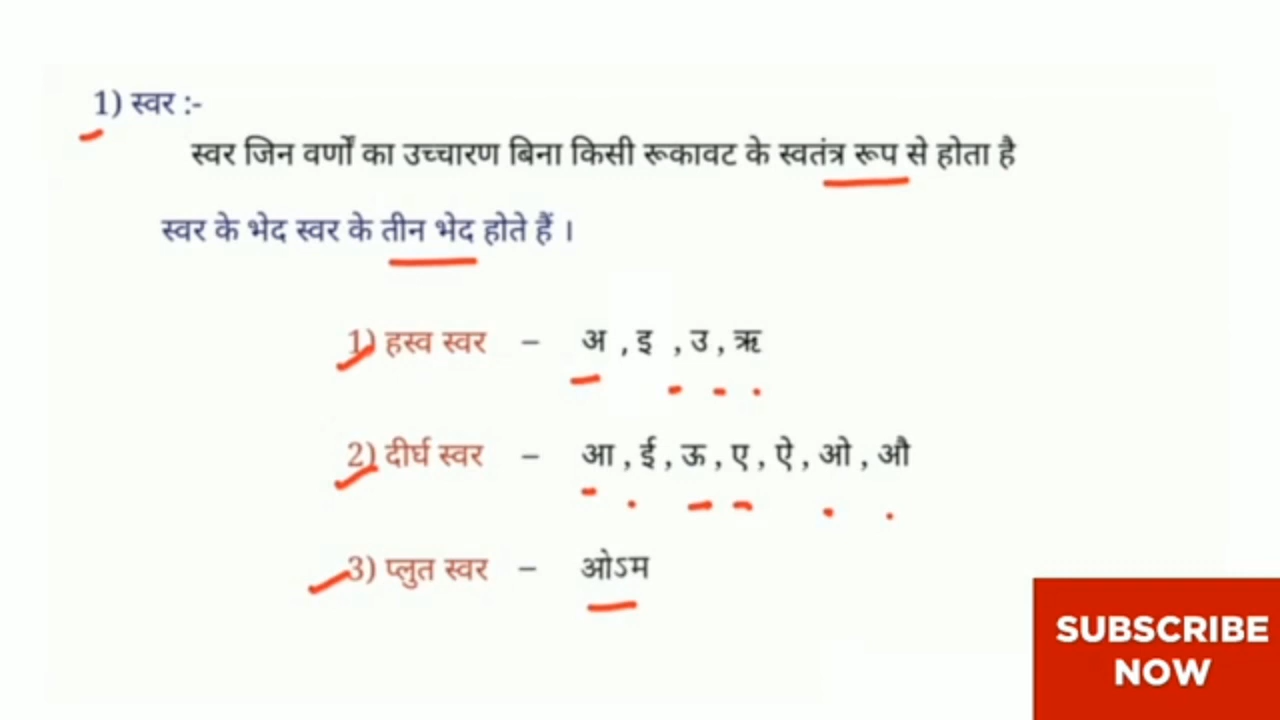 1) स्वर :-
स्वर जिन वर्णों का उच्चारण बिना किसी रूकावट के स्वतंत्र रूप से होता है
स्वर के भेद स्वर के तीन भेद होते हैं ।
1) हस्व स्वर – अ , इ , उ , ऋ
2) दीर्घ स्वर – आ , ई , ऊ , ए , ऐ , ओ , औ
3) प्लुत स्वर – ओऽम
SUBSCRIBE
NOW